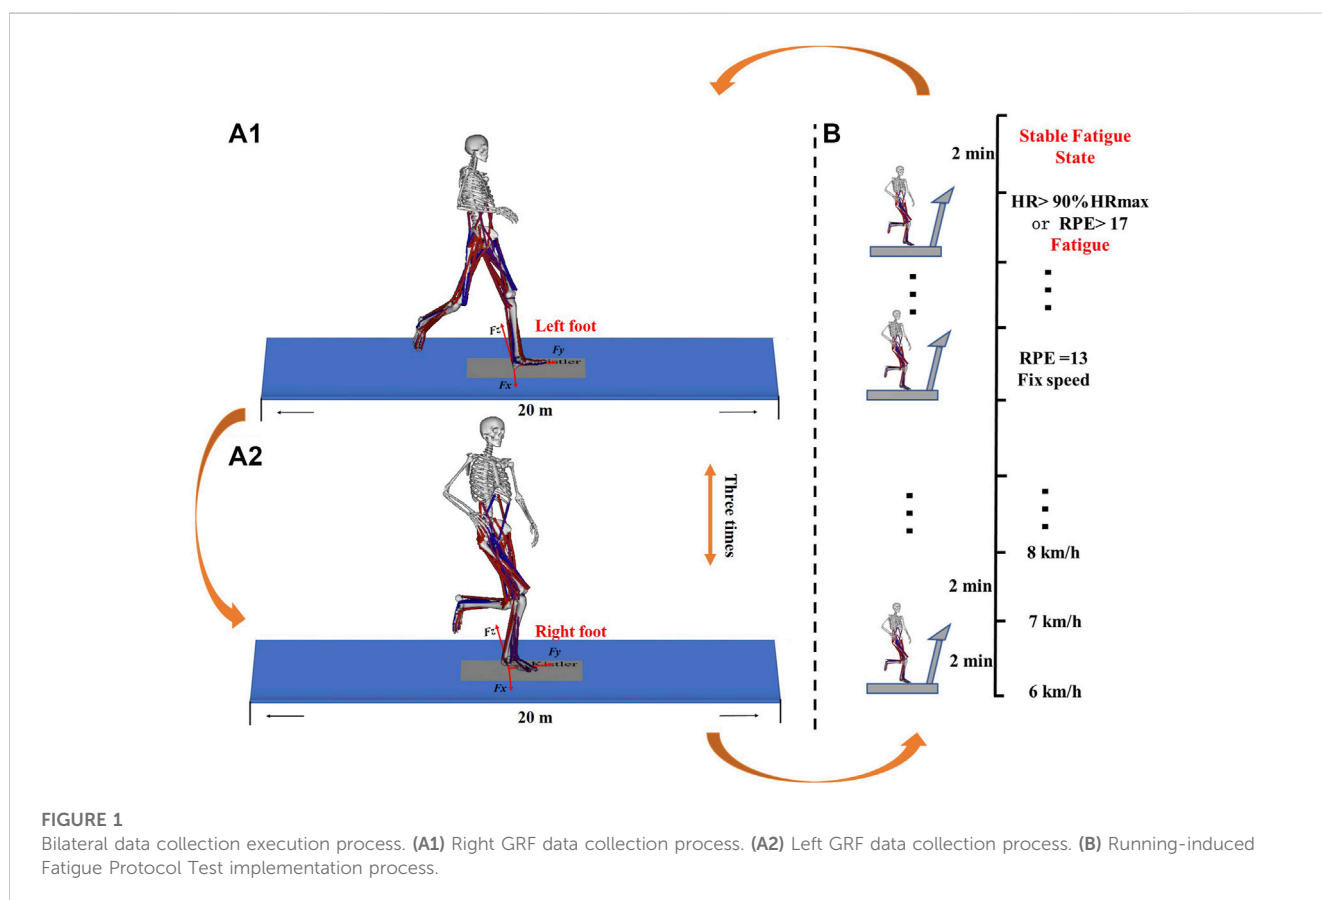 A1
Fz
Left foot
Fy
Kistler
Fx
20 m
A2
Three times
Fz
Right foot
Fy
Kistler
Fx
20 m
B
2 min
Stable Fatigue
State
HR> 90%HRmax
or RPE> 17
Fatigue
RPE =13
Fix speed
8 km/h
2 min
7 km/h
2 min
6 km/h
FIGURE 1
Bilateral data collection execution process. (A1) Right GRF data collection process. (A2) Left GRF data collection process. (B) Running-induced
Fatigue Protocol Test implementation process.